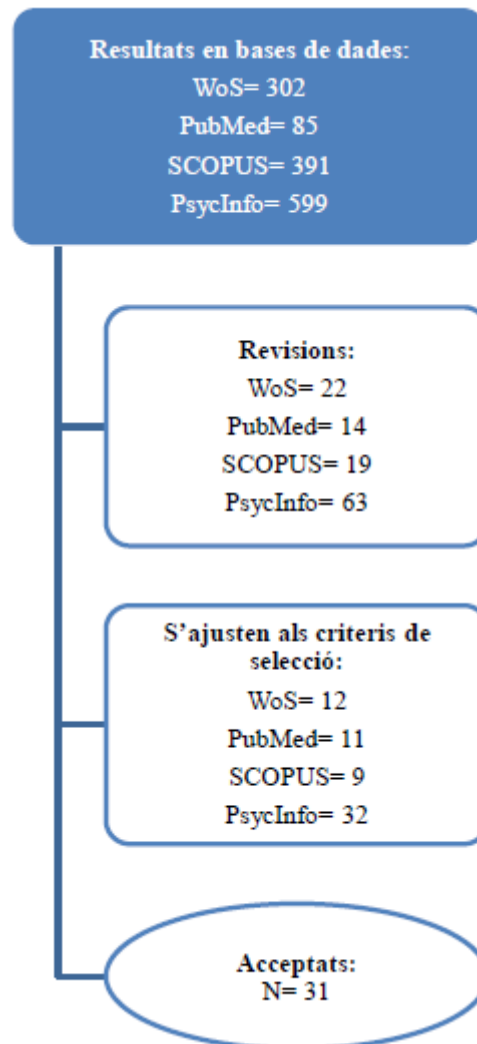 Resultats en bases de dades:
WoS= 302
PubMed= 85
SCOPUS= 391
PsycInfo= 599
Revisions:
WoS= 22
PubMed= 14
SCOPUS= 19
PsycInfo= 63
S’ajusten als criteris de
selecció:
WoS= 12
PubMed= 11
SCOPUS= 9
PsycInfo= 32
Acceptats:
N= 31